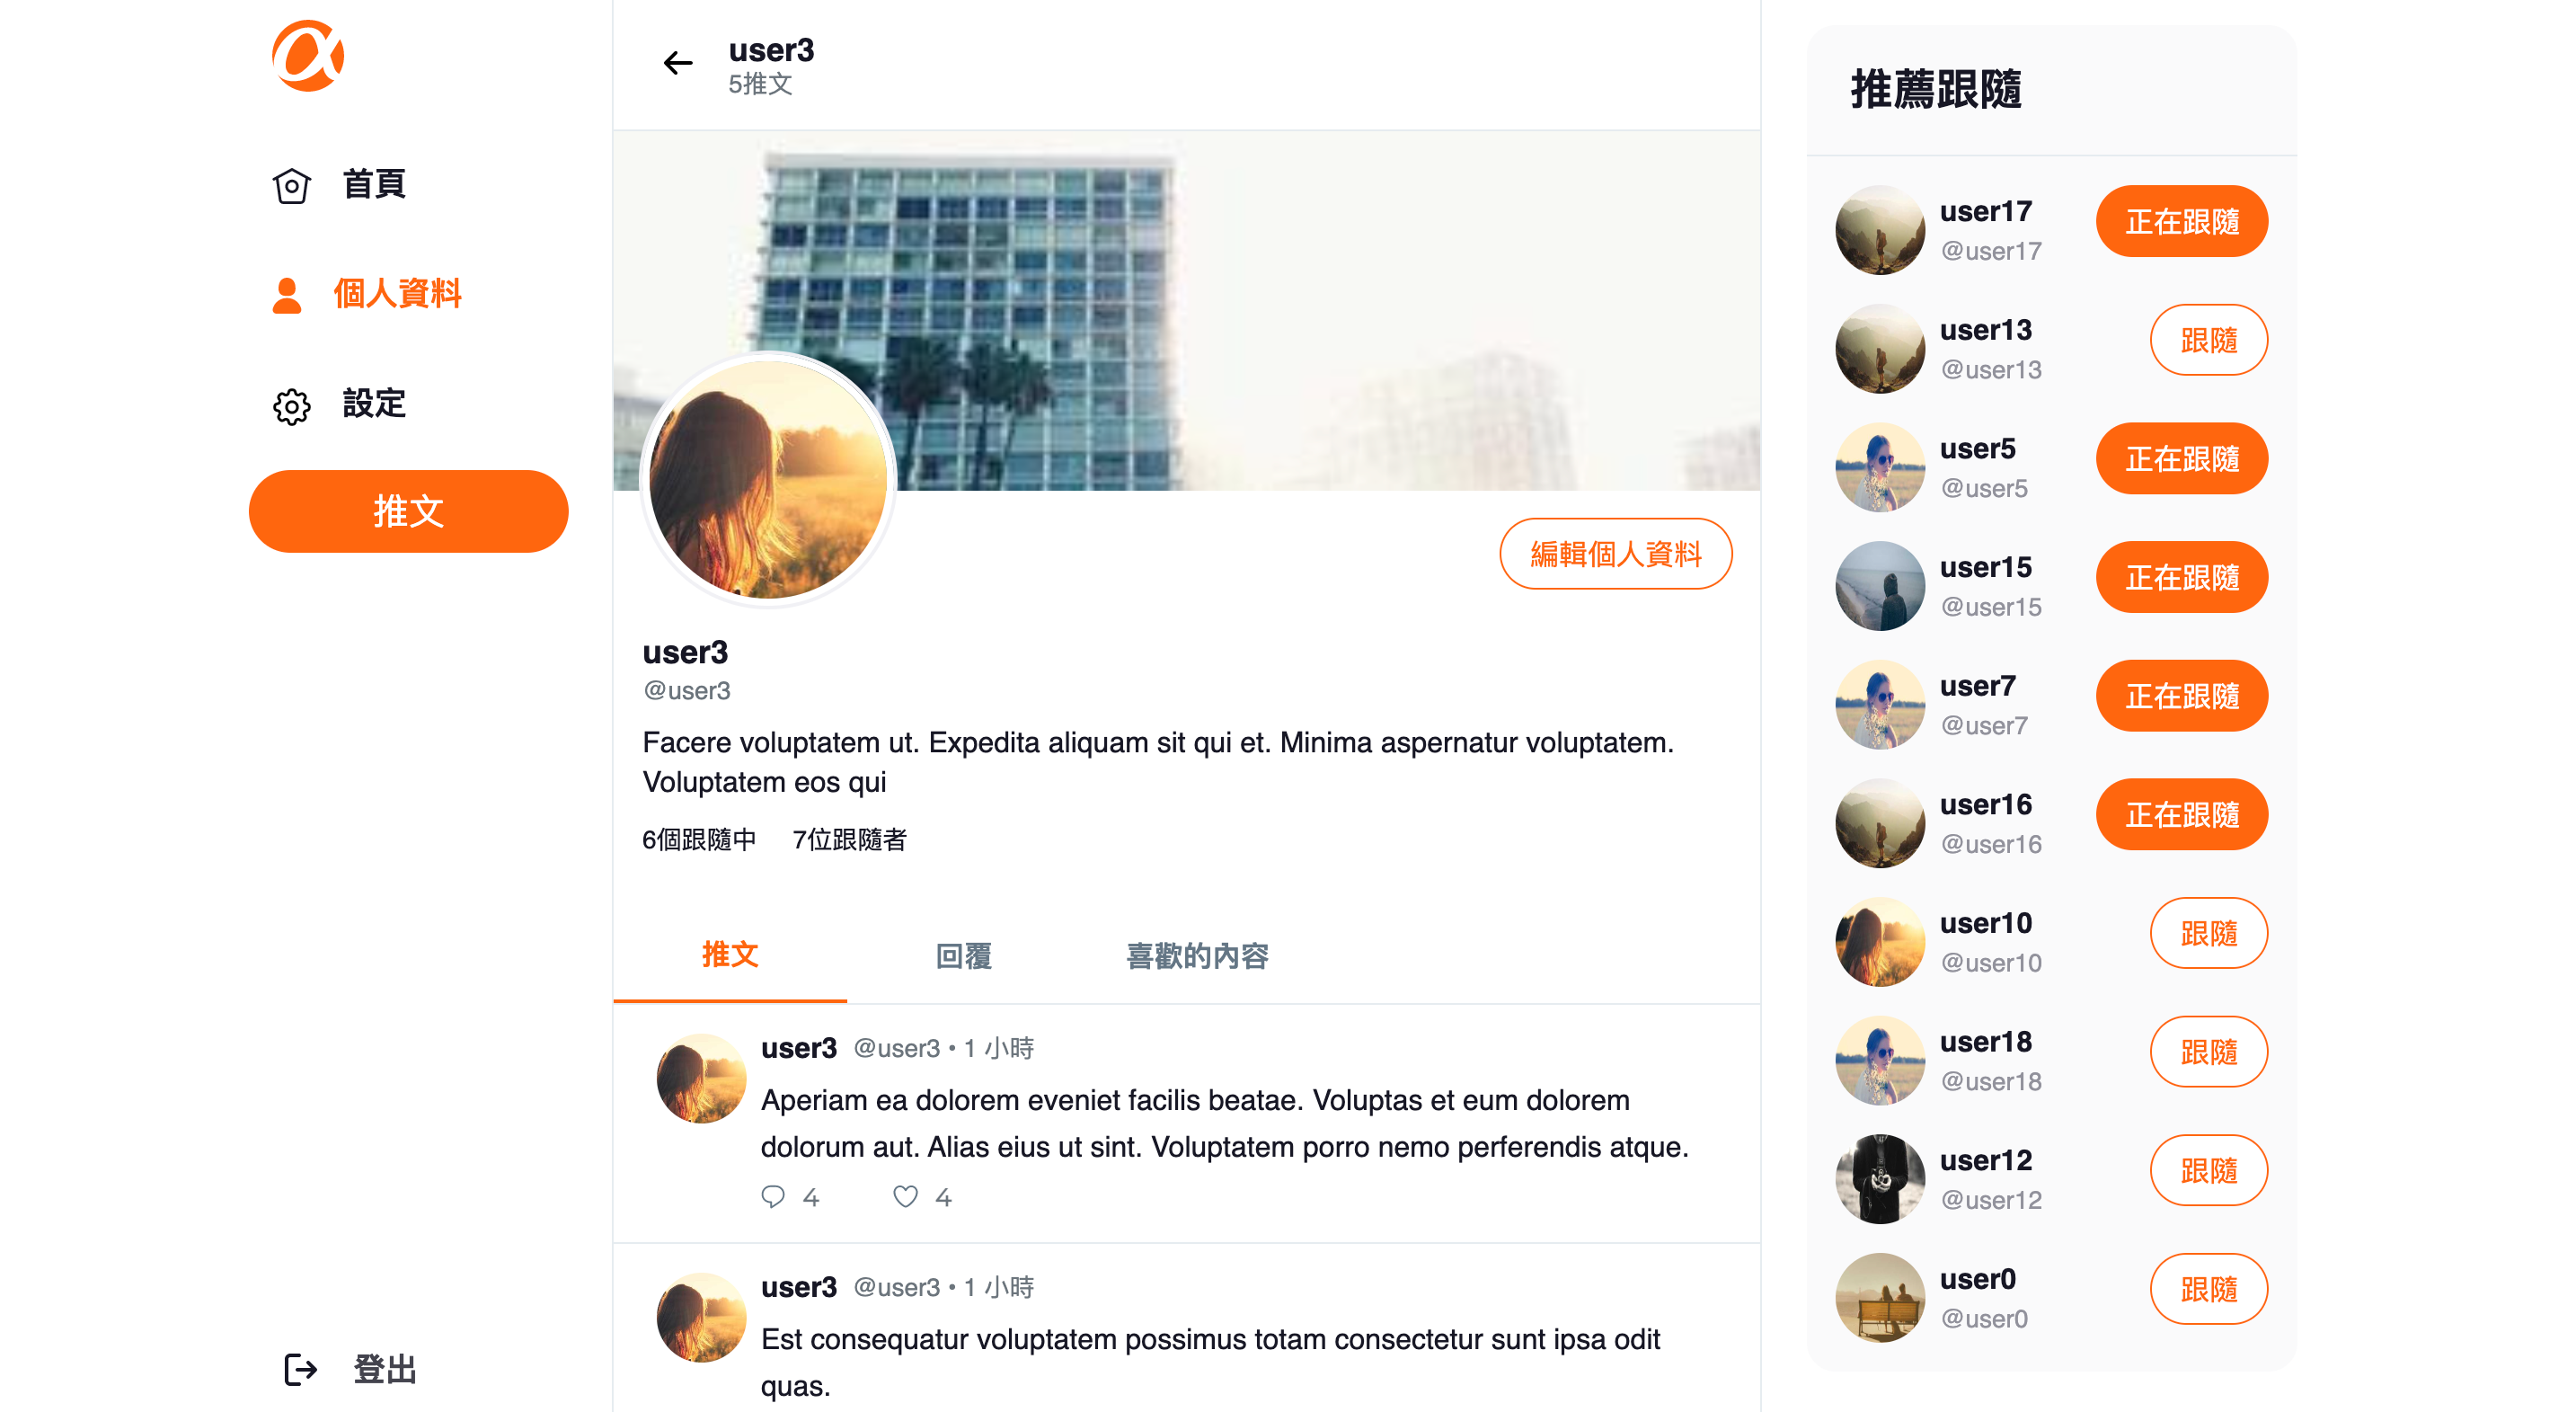 首頁
個人資料
設定
推文
登出
user3
5推文
編輯個人資料
user3
@user3
Facere voluptatem ut. Expedita aliquam sit qui et. Minima aspernatur voluptatem.
Voluptatem eos qui
6個跟隨中 7位跟隨者
推文 回覆 喜歡的內容
user3 @user3 • 1 小時
Aperiam ea dolorem eveniet facilis beatae. Voluptas et eum dolorem
dolorum aut. Alias eius ut sint. Voluptatem porro nemo perferendis atque.
4 4
user3 @user3 • 1 小時
Est consequatur voluptatem possimus totam consectetur sunt ipsa odit
quas.
推薦跟隨
user17
@user17
正在跟隨
user13
@user13
跟隨
user5
@user5
正在跟隨
user15
@user15
正在跟隨
user7
@user7
正在跟隨
user16
@user16
正在跟隨
user10
@user10
跟隨
user18
@user18
跟隨
user12
@user12
跟隨
user0
@user0
跟隨